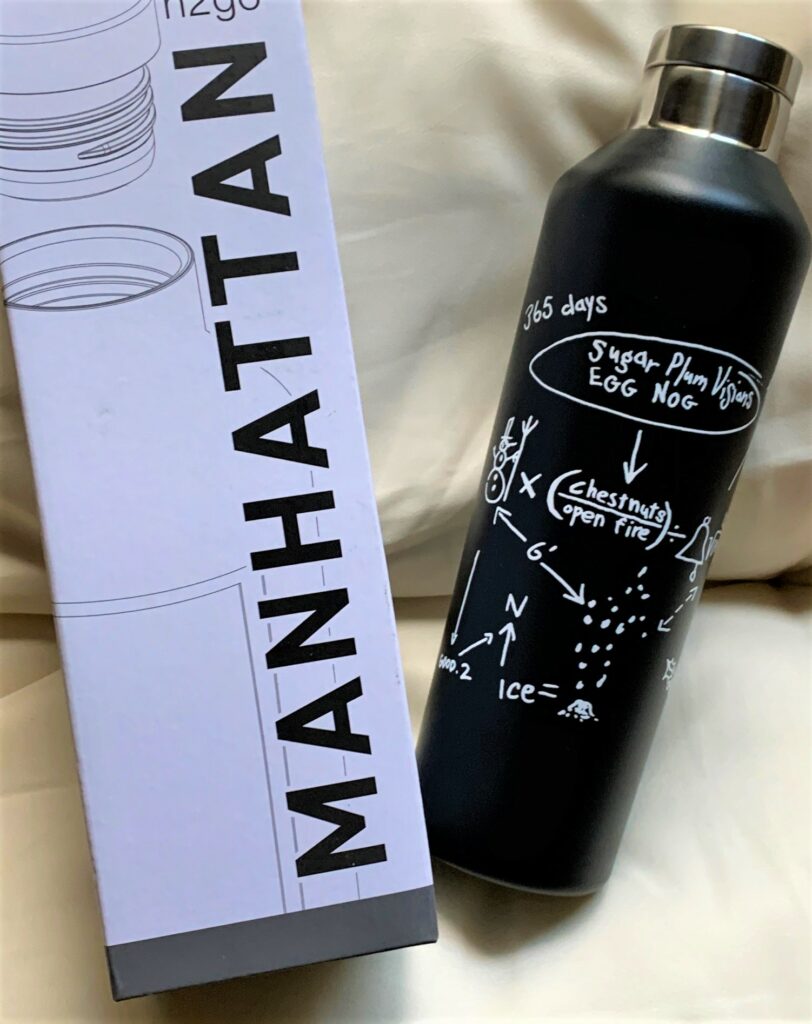 h2go
MANHATTAN
365 days
Sugar Plum Visions
EGG NOG
x (chestnuts
open fire) ÷
6'
N
Ice =